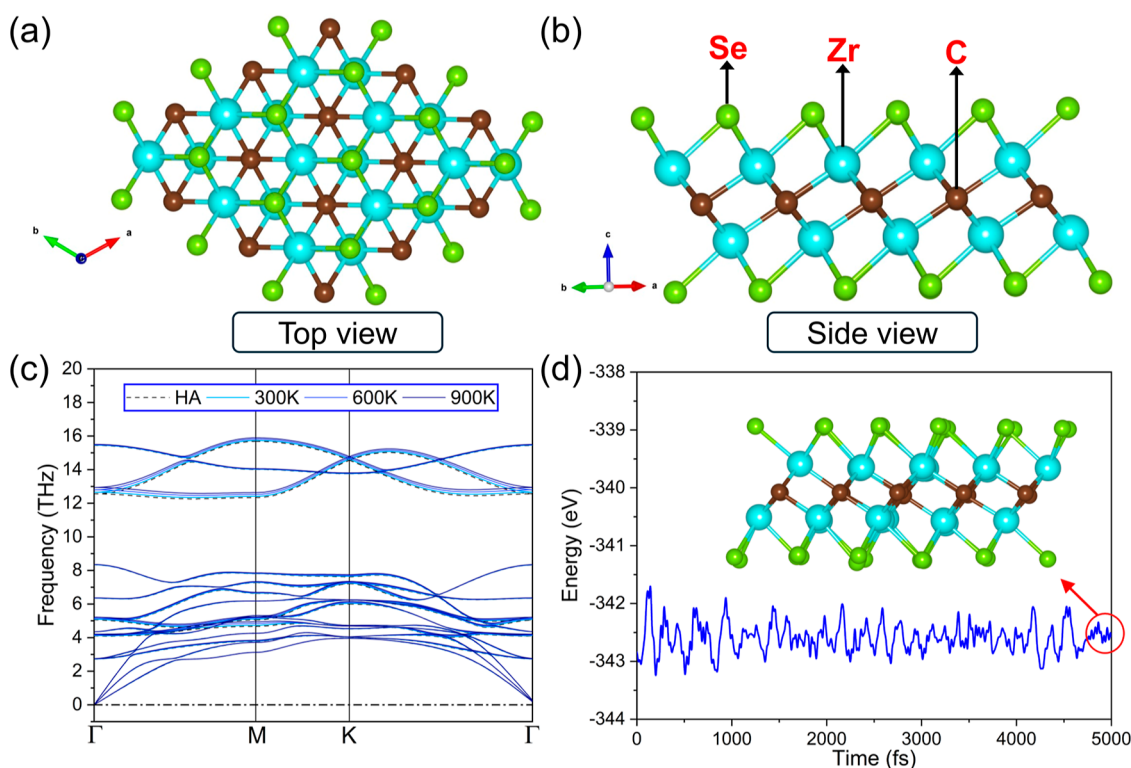 (a)
b
a
Top view
(b)
Se Zr C
c
b
a
Side view
(c)
20
18
16
14
12
10
8
6
4
2
0
Frequency (THz)
HA 300K 600K 900K
Γ M K Γ
(d)
-338
-339
-340
-341
-342
-343
-344
Energy (eV)
0 1000 2000 3000 4000 5000
Time (fs)